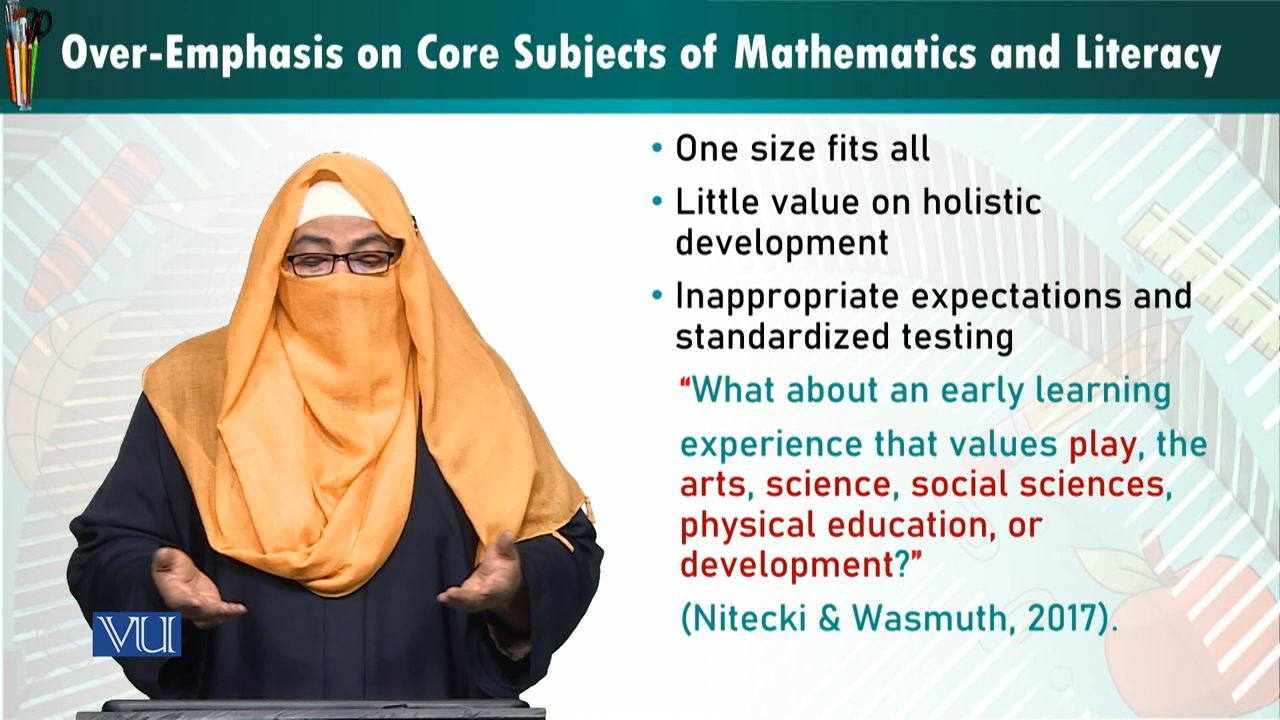 Over-Emphasis on Core Subjects of Mathematics and Literacy
• One size fits all
• Little value on holistic
development
• Inappropriate expectations and
standardized testing
“What about an early learning
experience that values play, the
arts, science, social sciences,
physical education, or
development?”
(Nitecki & Wasmuth, 2017).
VU